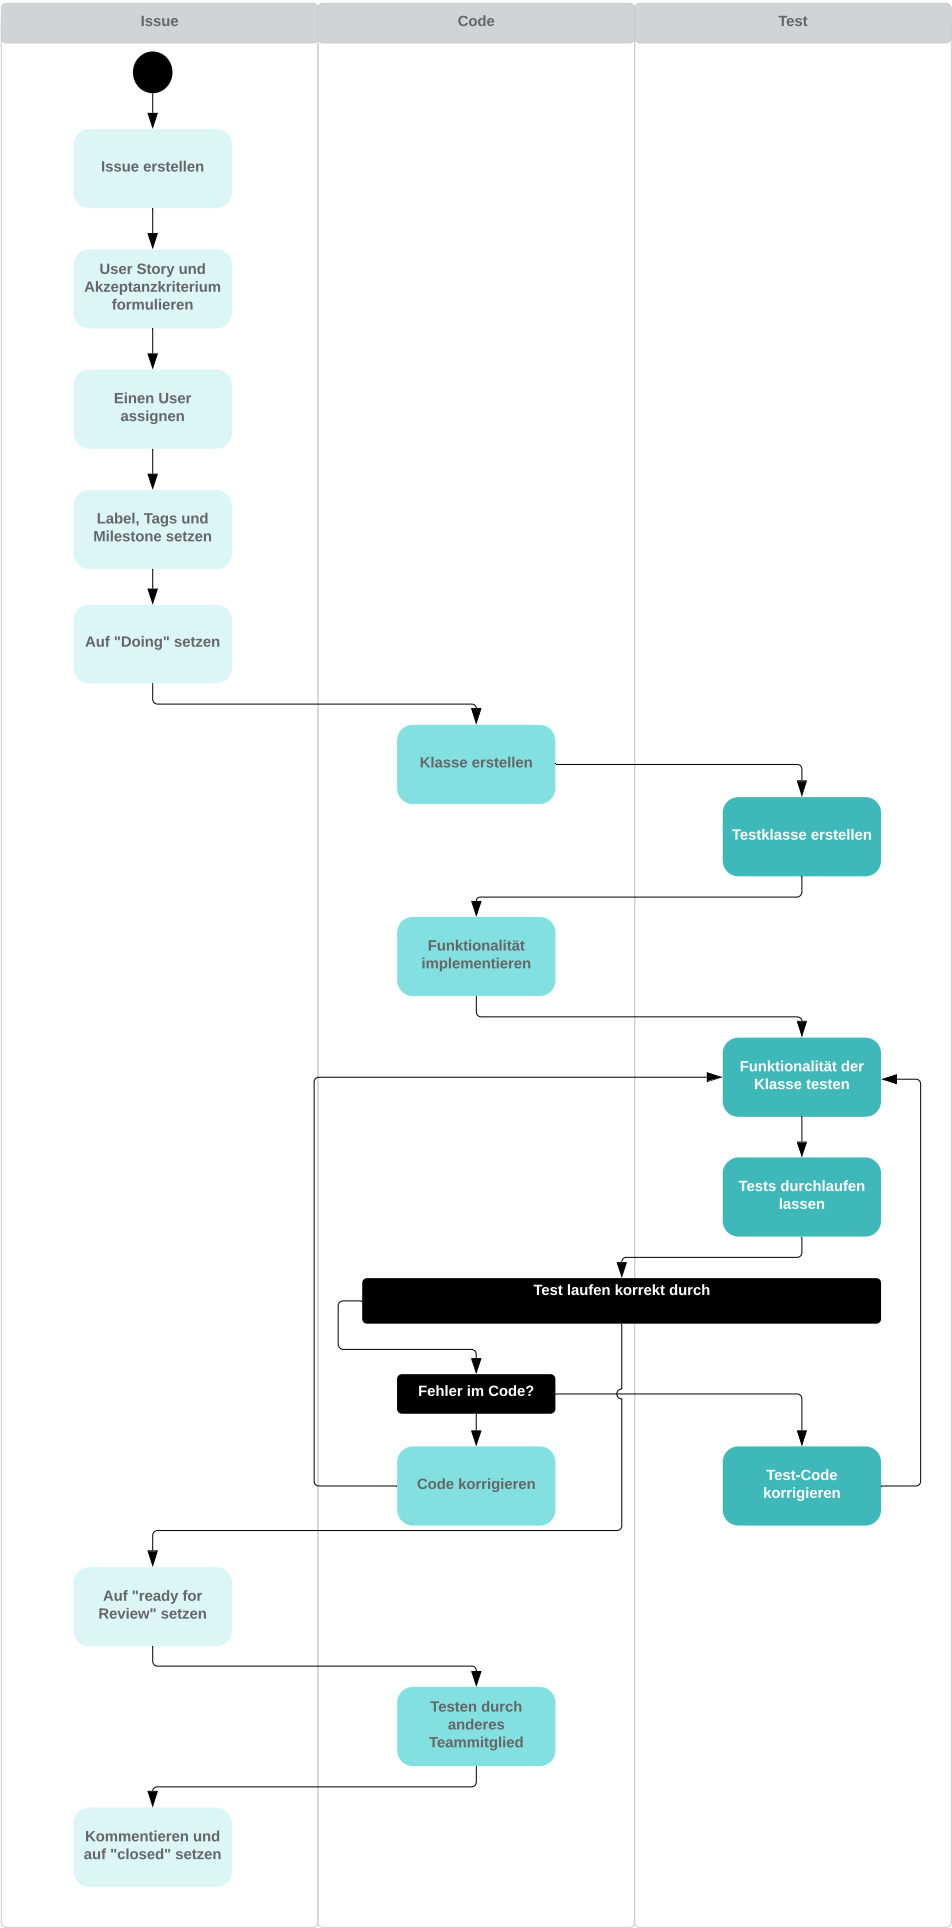 Issue
Code
Test
Issue erstellen
User Story und
Akzeptanzkriterium
formulieren
Einen User
assignen
Label, Tags und
Milestone setzen
Auf "Doing" setzen
Klasse erstellen
Testklasse erstellen
Funktionalität
implementieren
Funktionalität der
Klasse testen
Tests durchlaufen
lassen
Test laufen korrekt durch
Fehler im Code?
Code korrigieren
Test-Code
korrigieren
Auf "ready for
Review" setzen
Testen durch
anderes
Teammitglied
Kommentieren und
auf "closed" setzen